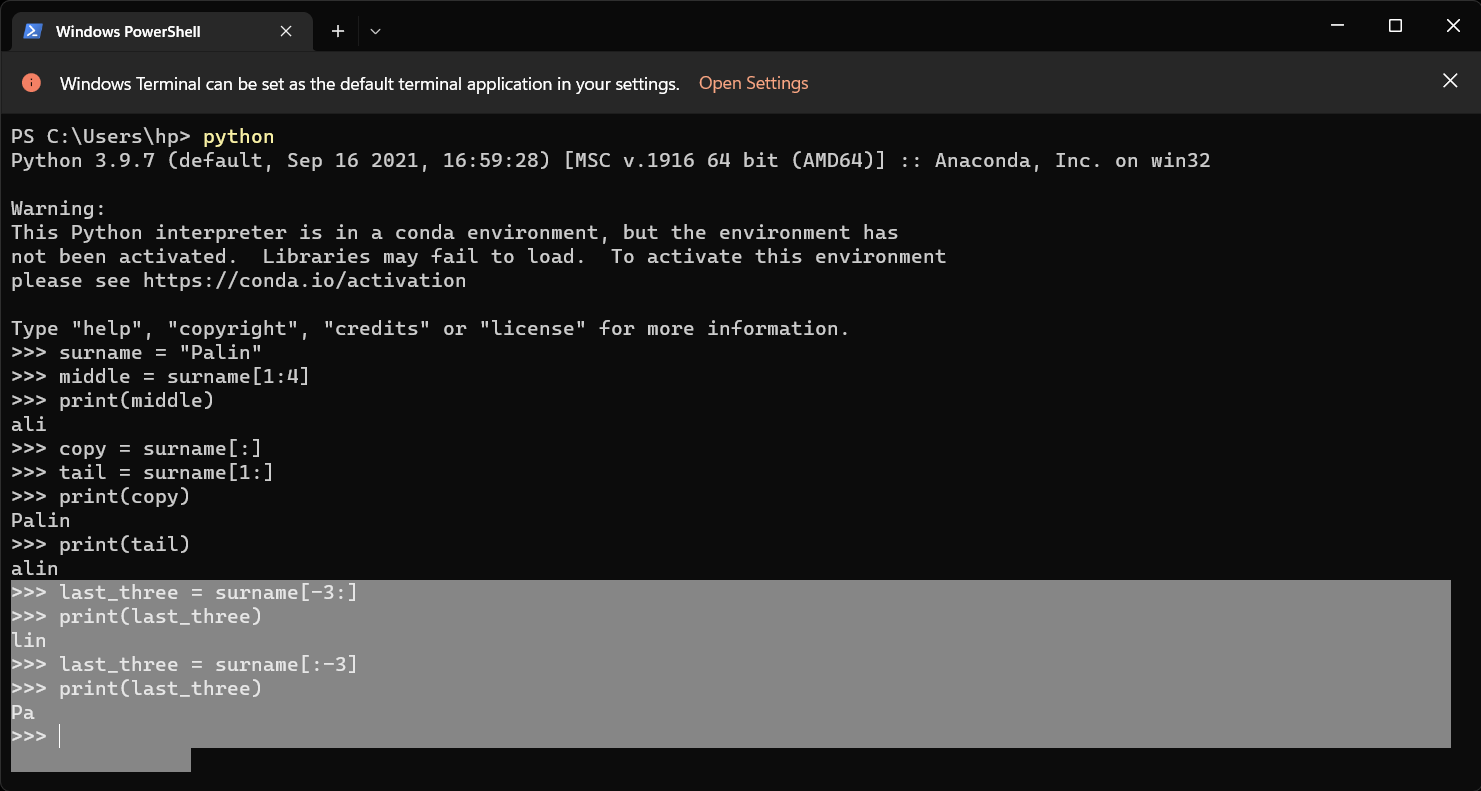 Windows PowerShell
Windows Terminal can be set as the default terminal application in your settings. Open Settings
PS C:\Users\hp> python
Python 3.9.7 (default, Sep 16 2021, 16:59:28) [MSC v.1916 64 bit (AMD64)] :: Anaconda, Inc. on win32
Warning:
This Python interpreter is in a conda environment, but the environment has
not been activated.  Libraries may fail to load.  To activate this environment
please see https://conda.io/activation
Type "help", "copyright", "credits" or "license" for more information.
>>> surname = "Palin"
>>> middle = surname[1:4]
>>> print(middle)
ali
>>> copy = surname[:]
>>> tail = surname[1:]
>>> print(copy)
Palin
>>> print(tail)
alin
>>> last_three = surname[-3:]
>>> print(last_three)
lin
>>> last_three = surname[:-3]
>>> print(last_three)
Pa
>>>